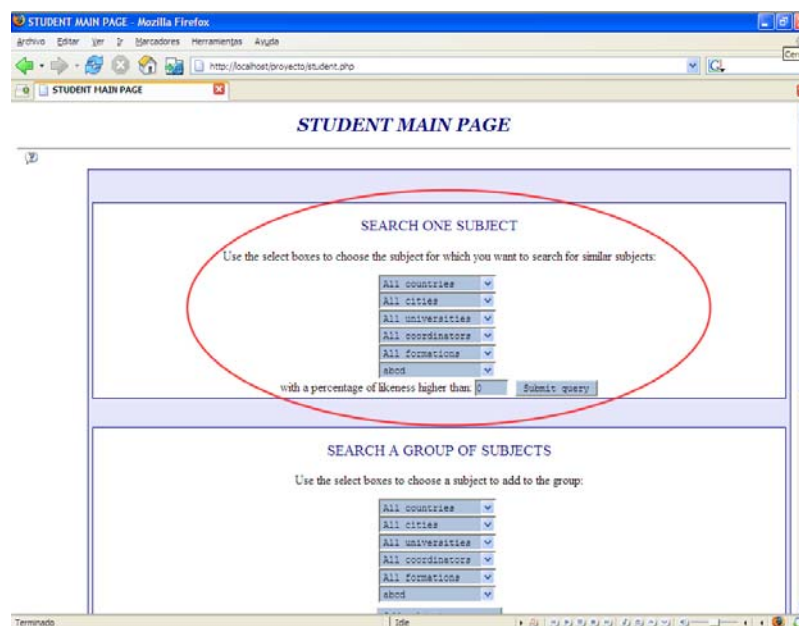 STUDENT MAIN PAGE - Mozilla Firefox
Archivo Editar Ver Ir Marcadores Herramientas Ayuda
http://localhost/proyecto/student.php
STUDENT MAIN PAGE
STUDENT MAIN PAGE
SEARCH ONE SUBJECT
Use the select boxes to choose the subject for which you want to search for similar subjects:
All countries
All cities
All universities
All coordinators
All formations
abcd
with a percentage of likeness higher than: 0 Submit query
SEARCH A GROUP OF SUBJECTS
Use the select boxes to choose a subject to add to the group:
All countries
All cities
All universities
All coordinators
All formations
abcd
Terminado Idle